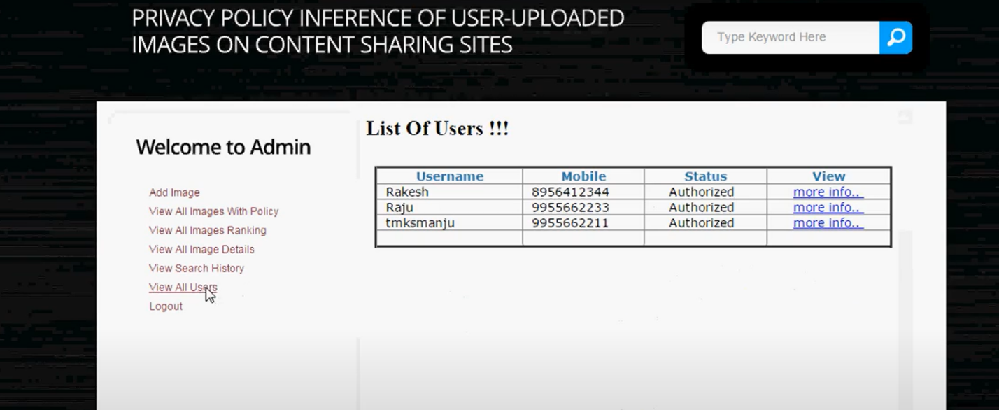 PRIVACY POLICY INFERENCE OF USER-UPLOADED
IMAGES ON CONTENT SHARING SITES
Type Keyword Here
Welcome to Admin
Add Image
View All Images With Policy
View All Images Ranking
View All Image Details
View Search History
View All Users
Logout
List Of Users !!!
Username Mobile Status View
Rakesh 8956412344 Authorized more info..
Raju 9955662233 Authorized more info..
tmksmanju 9955662211 Authorized more info..